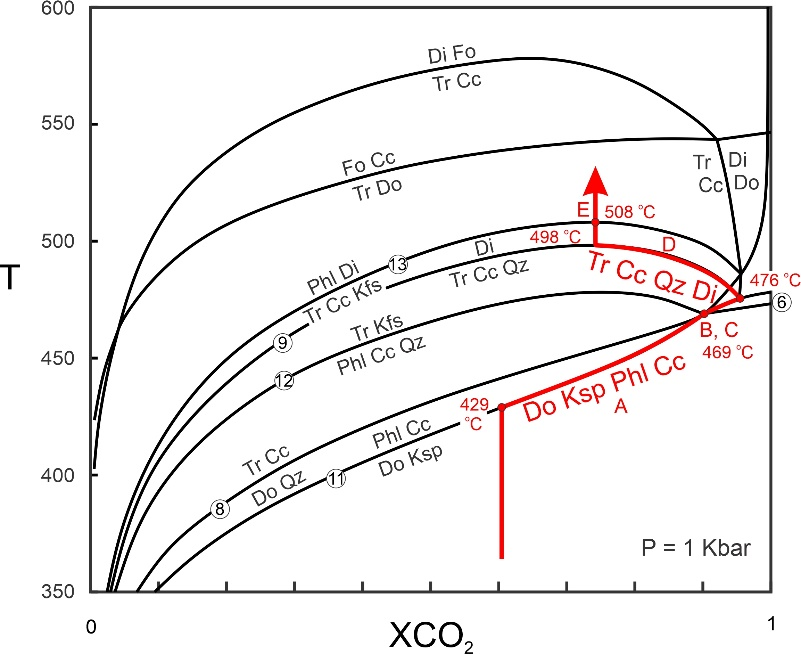 600
550
500
450
400
350
T
0
1
XCO₂
Di Fo
Tr Cc
Fo Cc
Tr Do
Tr
Cc
Di
Do
E
508 °C
498 °C
D
Phl Di
13
Tr Cc Kfs
Di
Tr Cc Qz
Tr Cc Qz Di
476 °C
9
Tr Kfs
Phl Cc Qz
6
B, C
469 °C
12
Do Ksp Phl Cc
A
429
°C
Tr Cc
Do Qz
Phl Cc
Do Ksp
8
11
P = 1 Kbar